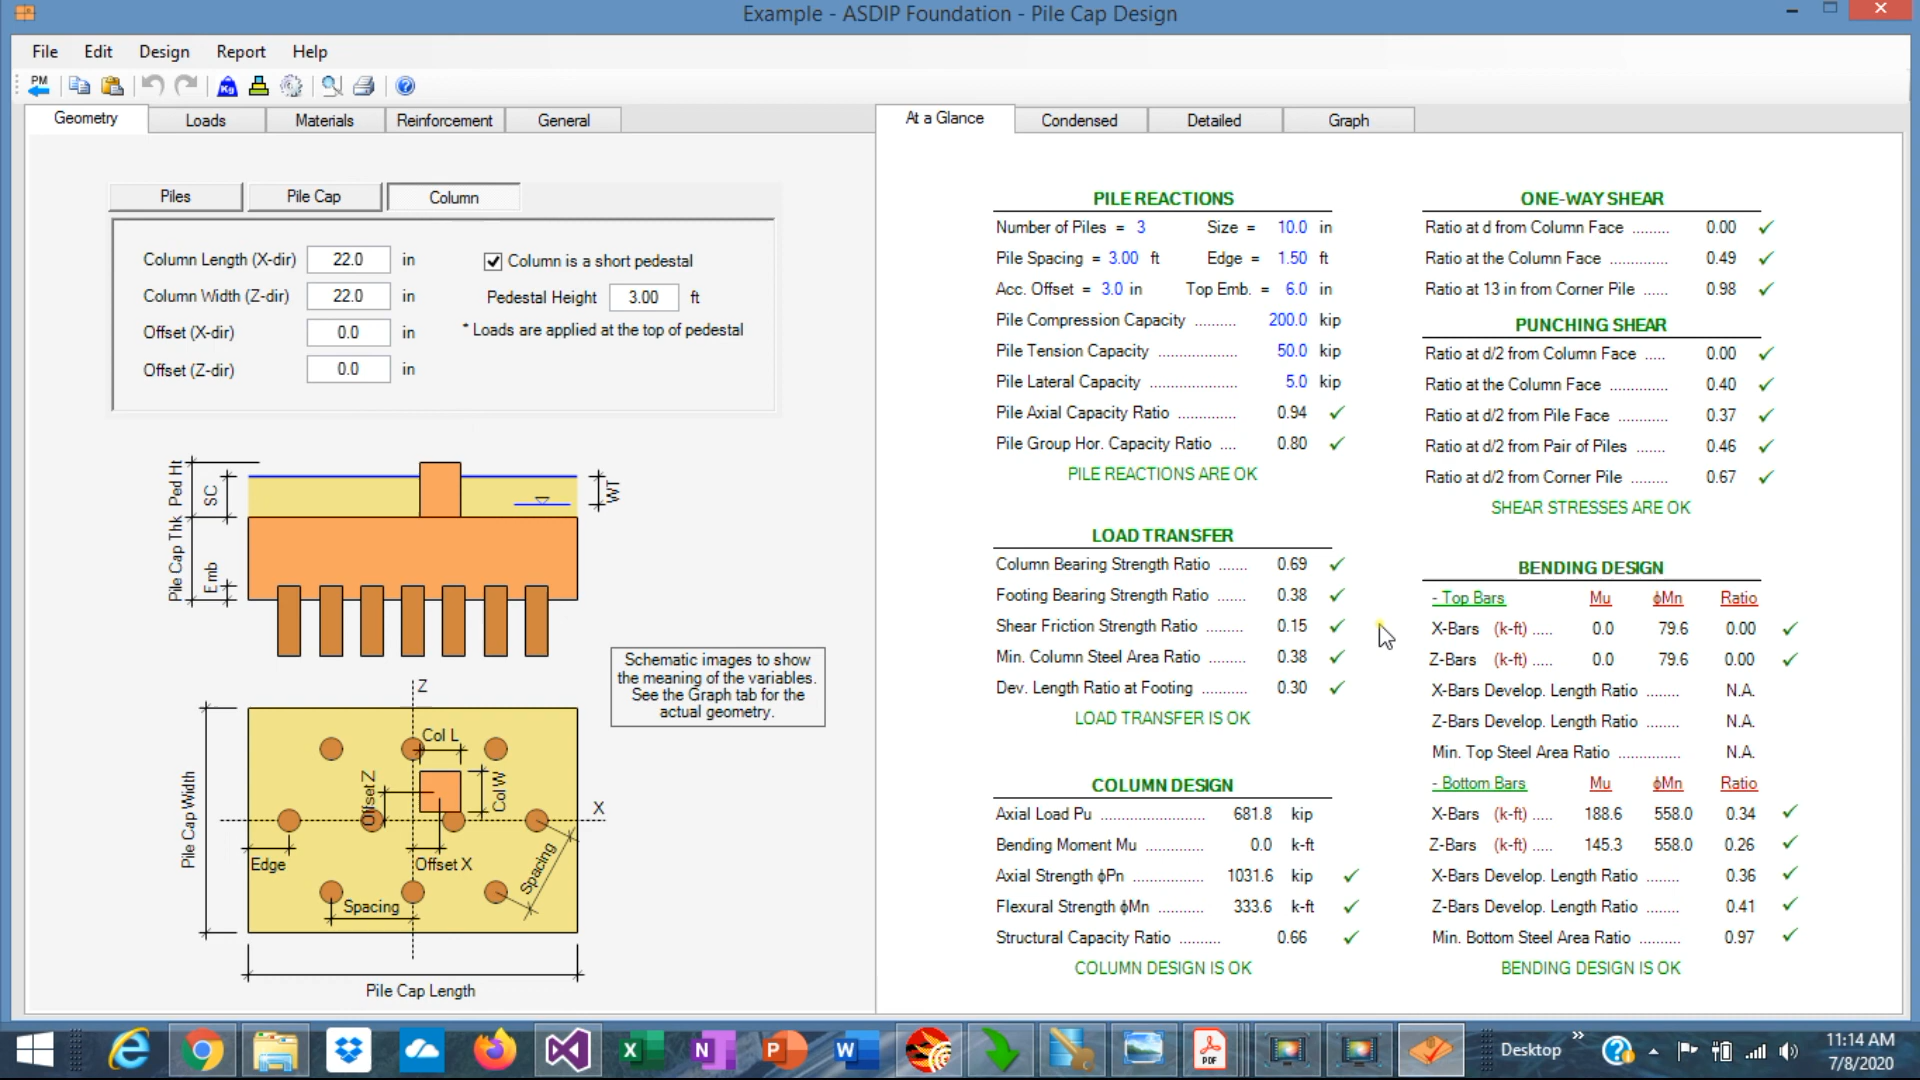 Example - ASDIP Foundation - Pile Cap Design
File Edit Design Report Help
PM Kg
Geometry Loads Materials Reinforcement General
At a Glance Condensed Detailed Graph
Piles Pile Cap Column
Column Length (X-dir) 22.0 in
Column Width (Z-dir) 22.0 in
Offset (X-dir) 0.0 in
Offset (Z-dir) 0.0 in
Column is a short pedestal
Pedestal Height 3.00 ft
* Loads are applied at the top of pedestal
Ped Ht
SC
WT
Pile Cap Thk
Emb
Schematic images to show
the meaning of the variables.
See the Graph tab for the
actual geometry.
Z
Col L
Offset Z
Col W
X
Pile Cap Width
Edge
Offset X
Spacing
Spacing
Pile Cap Length
PILE REACTIONS
Number of Piles = 3 Size = 10.0 in
Pile Spacing = 3.00 ft Edge = 1.50 ft
Acc. Offset = 3.0 in Top Emb. = 6.0 in
Pile Compression Capacity .......... 200.0 kip
Pile Tension Capacity ................... 50.0 kip
Pile Lateral Capacity ..................... 5.0 kip
Pile Axial Capacity Ratio .............. 0.94 ✓
Pile Group Hor. Capacity Ratio .... 0.80 ✓
PILE REACTIONS ARE OK
LOAD TRANSFER
Column Bearing Strength Ratio ....... 0.69 ✓
Footing Bearing Strength Ratio ....... 0.38 ✓
Shear Friction Strength Ratio ......... 0.15 ✓
Min. Column Steel Area Ratio ......... 0.38 ✓
Dev. Length Ratio at Footing ........... 0.30 ✓
LOAD TRANSFER IS OK
COLUMN DESIGN
Axial Load Pu ......................... 681.8 kip
Bending Moment Mu .............. 0.0 k-ft
Axial Strength ϕPn ................. 1031.6 kip ✓
Flexural Strength ϕMn ........... 333.6 k-ft ✓
Structural Capacity Ratio .......... 0.66 ✓
COLUMN DESIGN IS OK
ONE-WAY SHEAR
Ratio at d from Column Face ......... 0.00 ✓
Ratio at the Column Face .............. 0.49 ✓
Ratio at 13 in from Corner Pile ...... 0.98 ✓
PUNCHING SHEAR
Ratio at d/2 from Column Face ..... 0.00 ✓
Ratio at the Column Face .............. 0.40 ✓
Ratio at d/2 from Pile Face ............ 0.37 ✓
Ratio at d/2 from Pair of Piles ........ 0.46 ✓
Ratio at d/2 from Corner Pile ......... 0.67 ✓
SHEAR STRESSES ARE OK
BENDING DESIGN
- Top Bars Mu ϕMn Ratio
X-Bars (k-ft) ..... 0.0 79.6 0.00 ✓
Z-Bars (k-ft) ..... 0.0 79.6 0.00 ✓
X-Bars Develop. Length Ratio ........ N.A.
Z-Bars Develop. Length Ratio ........ N.A.
Min. Top Steel Area Ratio ............... N.A.
- Bottom Bars Mu ϕMn Ratio
X-Bars (k-ft) ..... 188.6 558.0 0.34 ✓
Z-Bars (k-ft) ..... 145.3 558.0 0.26 ✓
X-Bars Develop. Length Ratio ........ 0.36 ✓
Z-Bars Develop. Length Ratio ........ 0.41 ✓
Min. Bottom Steel Area Ratio .......... 0.97 ✓
BENDING DESIGN IS OK
Desktop
11:14 AM
7/8/2020